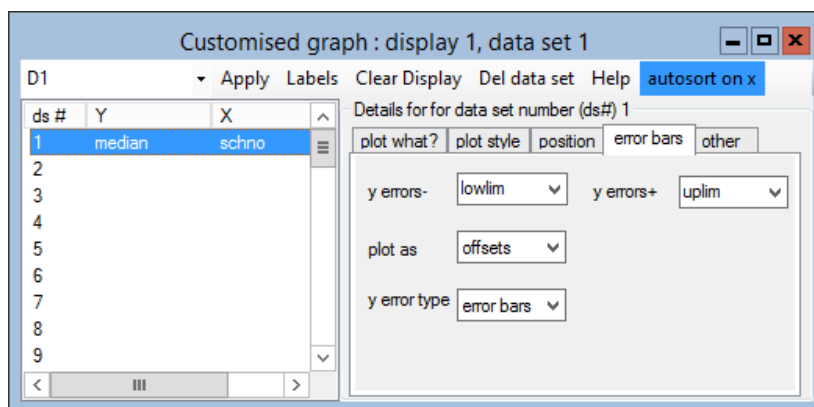 Customised graph : display 1, data set 1
D1 Apply Labels Clear Display Del data set Help autosort on x
ds # Y X
1 median schno
2
3
4
5
6
7
8
9
Details for for data set number (ds#) 1
plot what? plot style position error bars other
y errors- lowlim y errors+ uplim
plot as offsets
y error type error bars